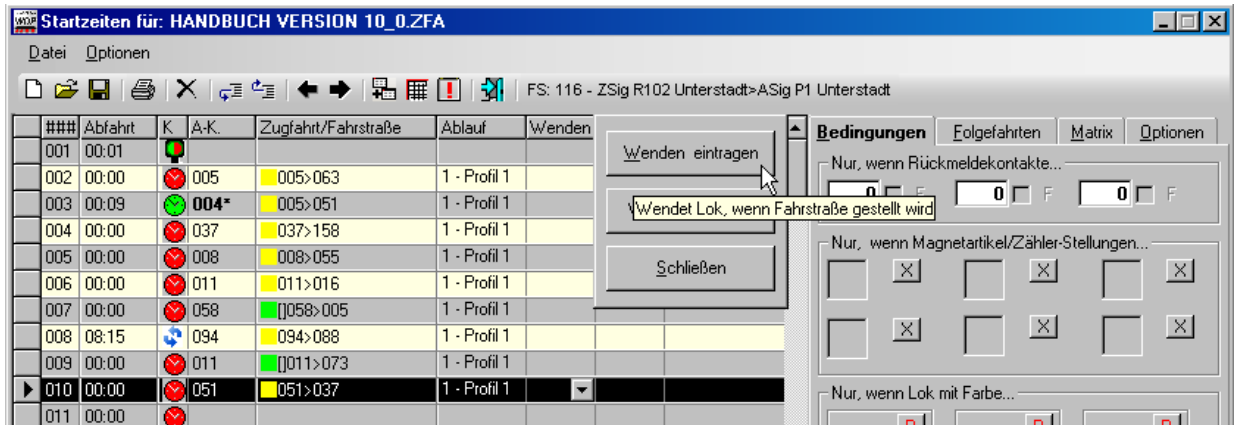 Startzeiten für: HANDBUCH VERSION 10_0.ZFA
Datei Optionen
FS: 116 - ZSig R102 Unterstadt>ASig P1 Unterstadt
### Abfahrt K A-K. Zugfahrt/Fahrstraße Ablauf Wenden
001 00:01
002 00:00 005 005>063 1 - Profil 1
003 00:09 004* 005>051 1 - Profil 1
004 00:00 037 037>158 1 - Profil 1
005 00:00 008 008>055 1 - Profil 1
006 00:00 011 011>016 1 - Profil 1
007 00:00 058 []058>005 1 - Profil 1
008 08:15 094 094>088 1 - Profil 1
009 00:00 011 []011>073 1 - Profil 1
010 00:00 051 051>037 1 - Profil 1
011 00:00
Wenden eintragen
Wendet Lok, wenn Fahrstraße gestellt wird
Schließen
Bedingungen Folgefahrten Matrix Optionen
Nur, wenn Rückmeldekontakte...
0 F 0 F 0 F
Nur, wenn Magnetartikel/Zähler-Stellungen...
X X X
X X X
Nur, wenn Lok mit Farbe...